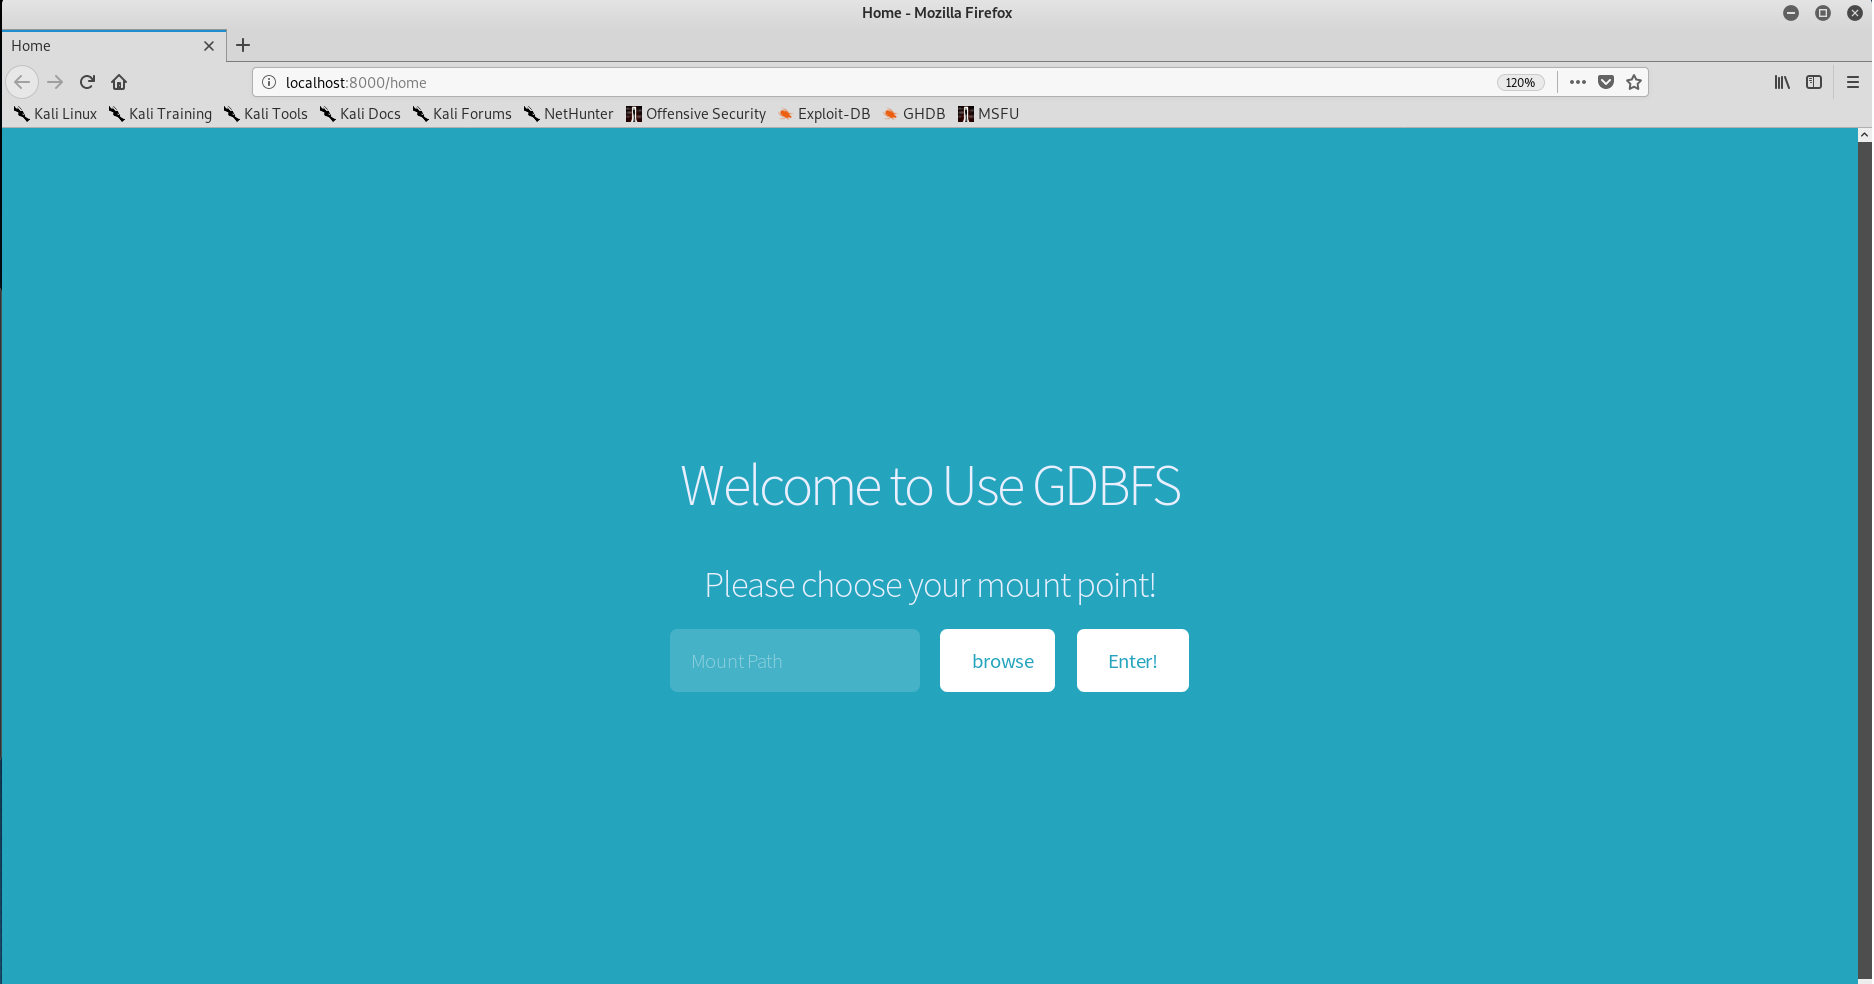 Home - Mozilla Firefox
Home
localhost:8000/home
120%
Kali Linux Kali Training Kali Tools Kali Docs Kali Forums NetHunter Offensive Security Exploit-DB GHDB MSFU
Welcome to Use GDBFS
Please choose your mount point!
Mount Path browse Enter!